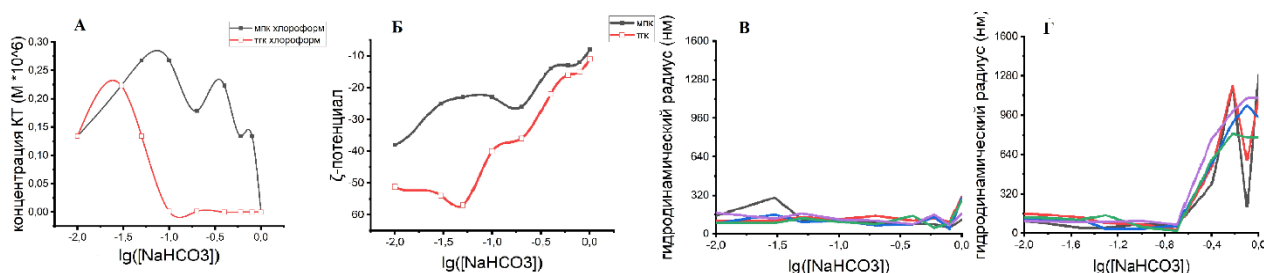 А
мпк хлороформ
тгк хлороформ
концентрация КТ (М *10^6)
0,30
0,25
0,20
0,15
0,10
0,05
0,00
-2,0 -1,5 -1,0 -0,5 0,0
lg([NaHCO3])
Б
мпк
тгк
ζ-потенциал
-10
-20
-30
-40
-50
60
-2,0 -1,5 -1,0 -0,5 0,0
lg([NaHCO3])
В
гидродинамический радиус (нм)
1600
1280
960
640
320
0
-2,0 -1,5 -1,0 -0,5 0,0
lg([NaHCO3])
Г
гидродинамический радиус (нм)
1600
1280
960
640
320
0
-2,0 -1,6 -1,2 -0,8 -0,4 0,0
lg([NaHCO3])